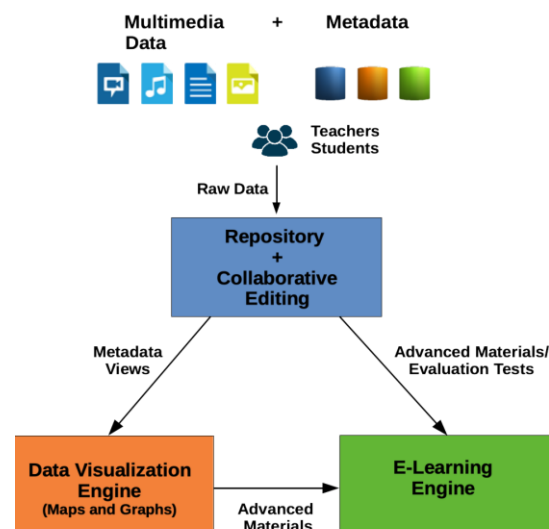 Multimedia + Metadata
Data
Teachers
Students
Raw Data
Repository
+
Collaborative
Editing
Metadata
Views
Advanced Materials/
Evaluation Tests
Data Visualization
Engine
(Maps and Graphs)
E-Learning
Engine
Advanced
Materials